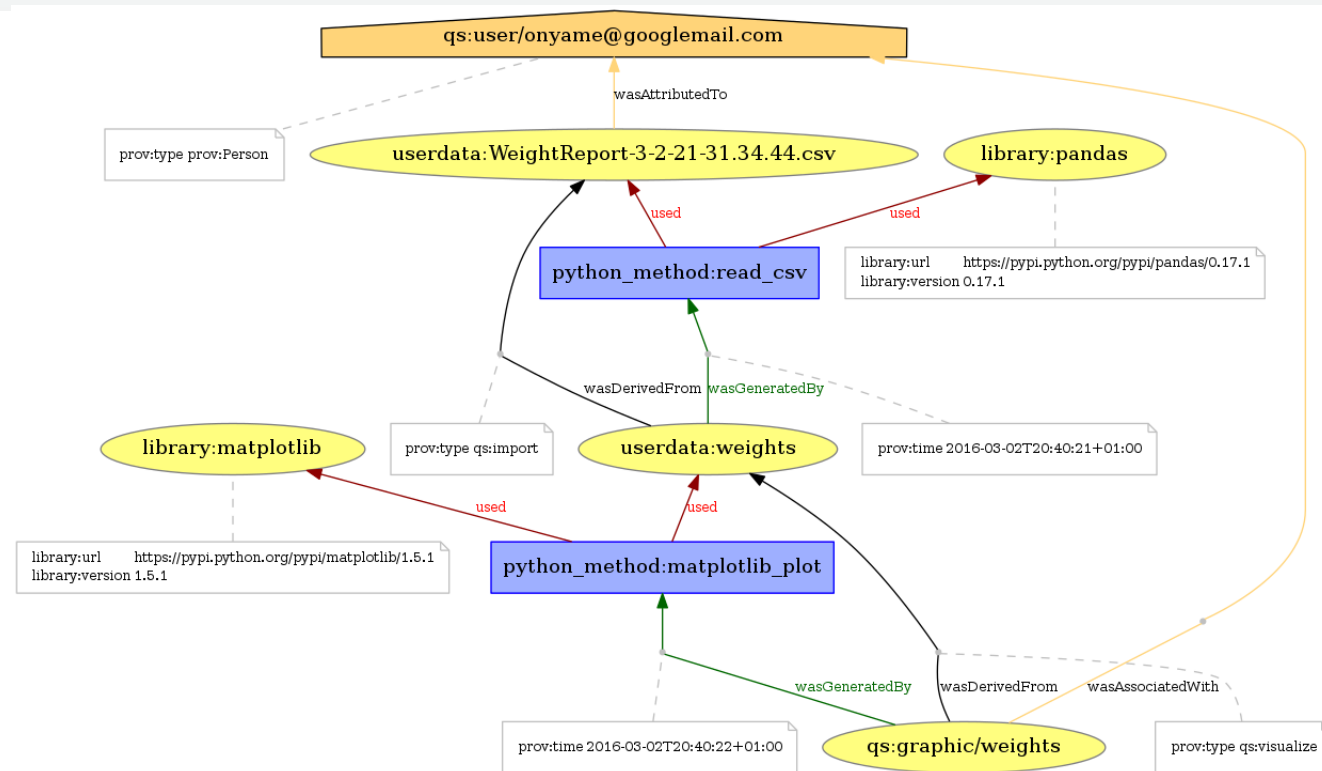 qs:user/onyame@googlemail.com
wasAttributedTo
prov:type prov:Person
userdata:WeightReport-3-2-21-31.34.44.csv
library:pandas
used
used
python_method:read_csv
library:url https://pypi.python.org/pypi/pandas/0.17.1
library:version 0.17.1
wasDerivedFrom
wasGeneratedBy
library:matplotlib
prov:type qs:import
userdata:weights
prov:time 2016-03-02T20:40:21+01:00
used
used
library:url https://pypi.python.org/pypi/matplotlib/1.5.1
library:version 1.5.1
python_method:matplotlib_plot
wasGeneratedBy
wasDerivedFrom
wasAssociatedWith
prov:time 2016-03-02T20:40:22+01:00
qs:graphic/weights
prov:type qs:visualize